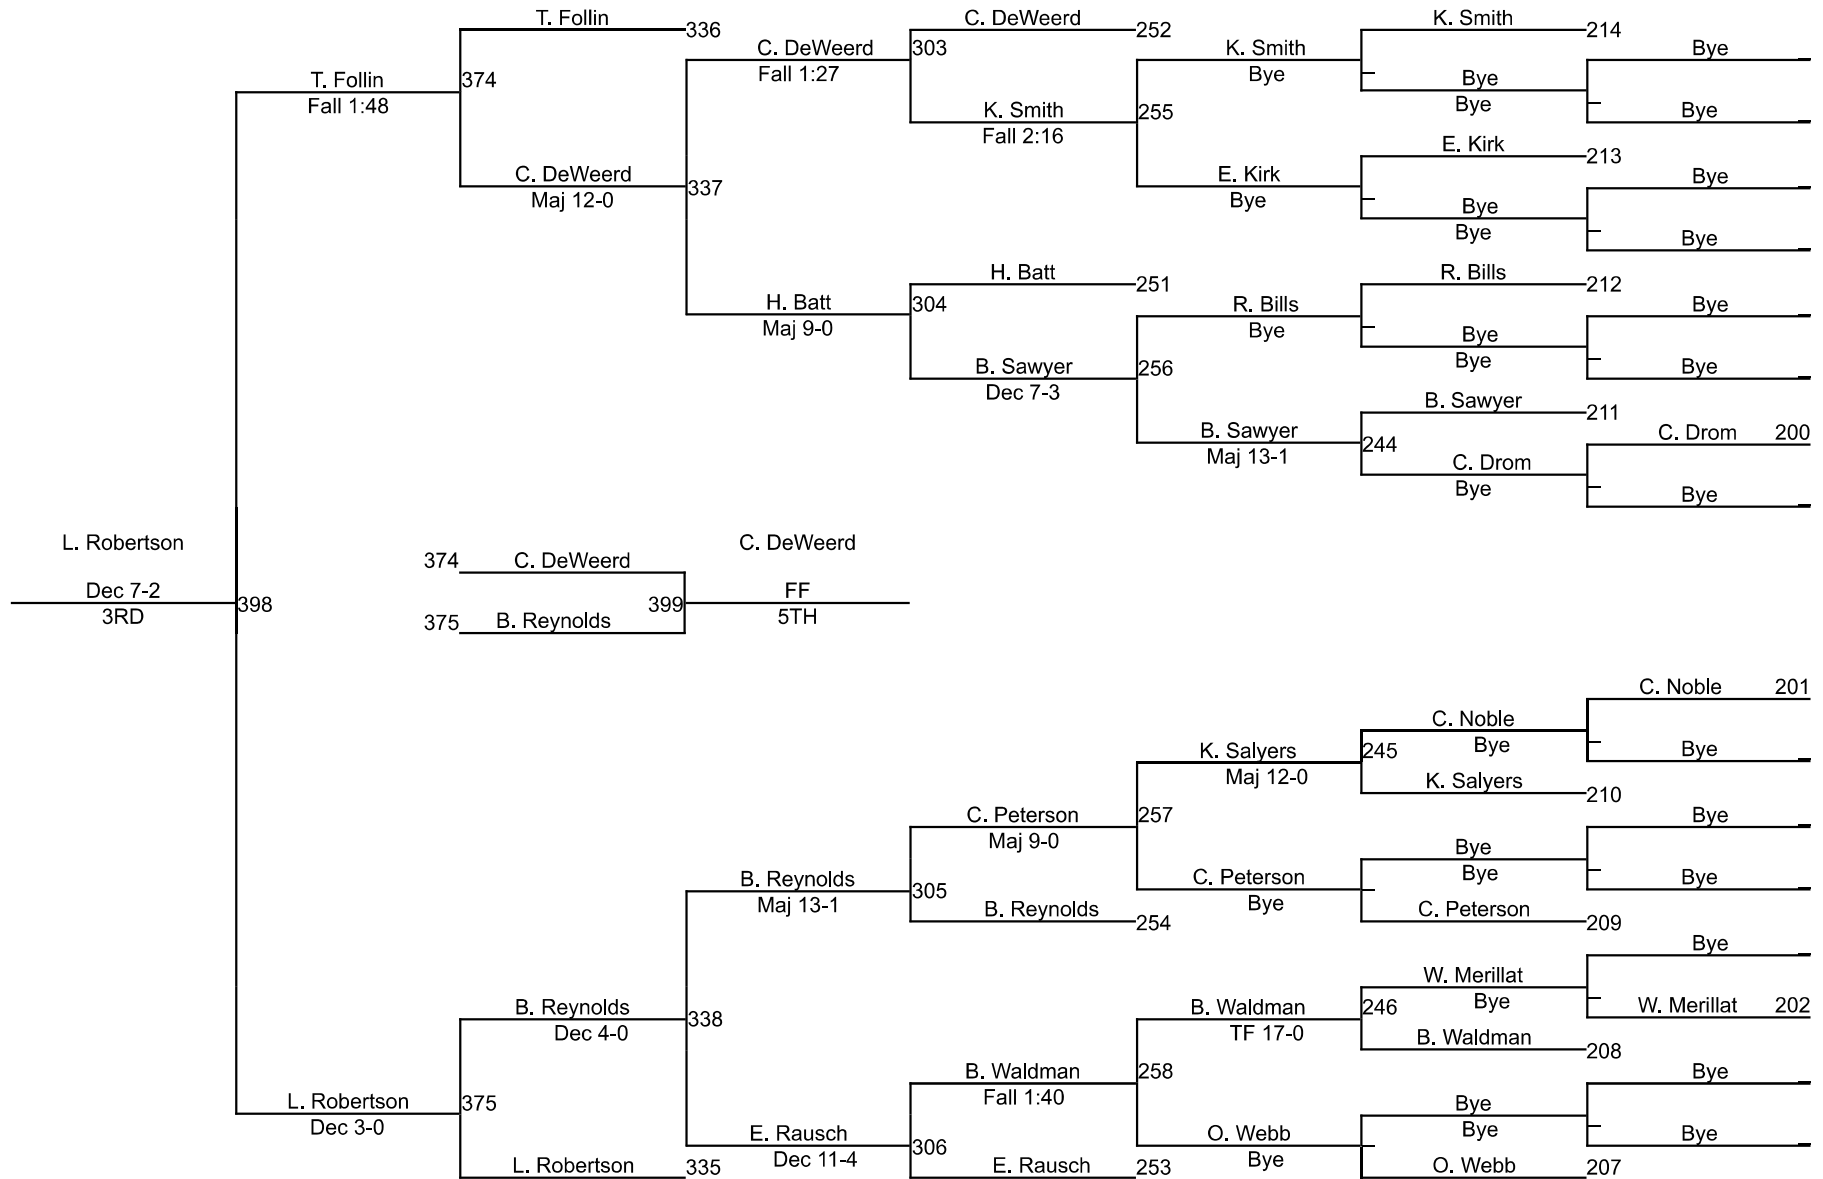 T. Follin
336
C. DeWeerd
252
K. Smith
214
C. DeWeerd
303
K. Smith
Bye
Fall 1:27
Bye
T. Follin
374
Bye
Fall 1:48
Bye
K. Smith
255
Bye
Fall 2:16
E. Kirk
213
C. DeWeerd
337
E. Kirk
Bye
Maj 12-0
Bye
Bye
Bye
Bye
H. Batt
251
R. Bills
212
H. Batt
304
R. Bills
Bye
Maj 9-0
Bye
Bye
Bye
B. Sawyer
256
Bye
Dec 7-3
B. Sawyer
211
B. Sawyer
244
C. Drom 200
Maj 13-1
C. Drom
Bye
Bye
L. Robertson
C. DeWeerd
374
C. DeWeerd
Dec 7-2
398
399
FF
3RD
375
B. Reynolds
5TH
C. Noble 201
C. Noble
K. Salyers
245
Bye
Bye
Maj 12-0
K. Salyers
210
C. Peterson
257
Bye
Maj 9-0
Bye
B. Reynolds
305
C. Peterson
Bye
Bye
Maj 13-1
Bye
B. Reynolds
254
C. Peterson
209
Bye
W. Merillat
B. Reynolds
338
B. Waldman
246
Bye
W. Merillat 202
Dec 4-0
TF 17-0
B. Waldman
208
B. Waldman
258
Bye
Fall 1:40
L. Robertson
375
Bye
Dec 3-0
Bye
E. Rausch
306
O. Webb
Bye
Dec 11-4
Bye
L. Robertson
335
E. Rausch
253
O. Webb
207